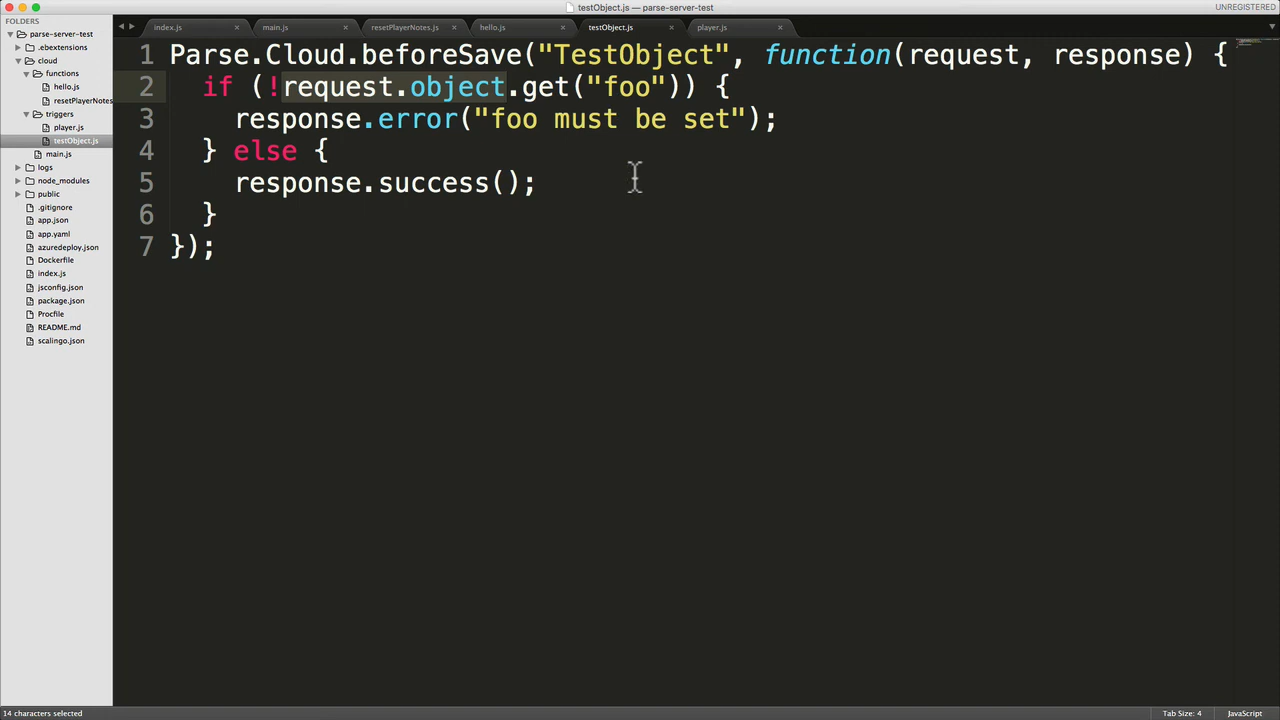 testObject.js — parse-server-test
UNREGISTERED
FOLDERS
parse-server-test
.ebextensions
cloud
functions
hello.js
resetPlayerNotes
triggers
player.js
testObject.js
main.js
logs
node_modules
public
.gitignore
app.json
app.yaml
azuredeploy.json
Dockerfile
index.js
jsconfig.json
package.json
Procfile
README.md
scalingo.json
index.js × main.js × resetPlayerNotes.js × hello.js × testObject.js × player.js ×
1 Parse.Cloud.beforeSave("TestObject", function(request, response) {
2 if (!request.object.get("foo")) {
3 response.error("foo must be set");
4 } else {
5 response.success();
6 }
7 });
14 characters selected
Tab Size: 4
JavaScript